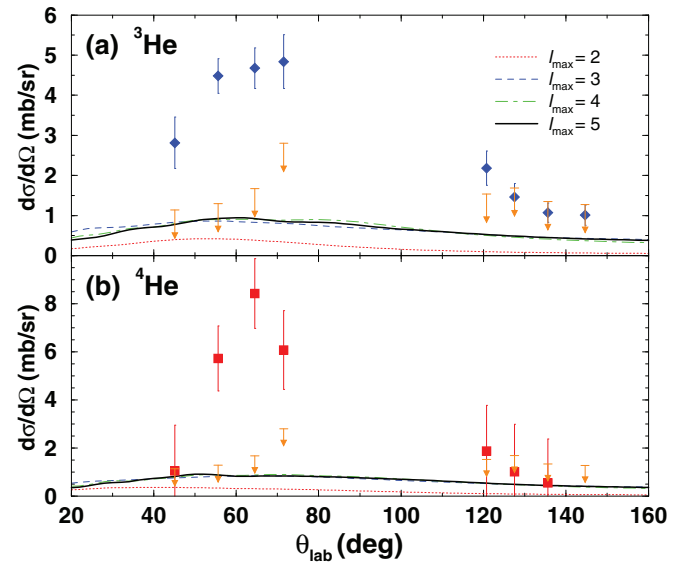 (a) ³He
dσ/dΩ (mb/sr)
6
5
4
3
2
1
0
l_max = 2
l_max = 3
l_max = 4
l_max = 5
(b) ⁴He
dσ/dΩ (mb/sr)
8
6
4
2
0
20 40 60 80 100 120 140 160
θ_lab (deg)